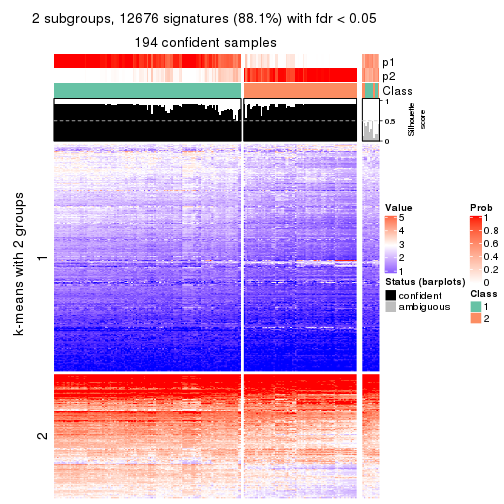 2 subgroups, 12676 signatures (88.1%) with fdr < 0.05
194 confident samples
p1
p2
Class
1
0.5
0
Silhouette
score
k-means with 2 groups
1
2
Value
5
4
3
2
1
Prob
1
0.8
0.6
0.4
0.2
0
Status (barplots)
confident
ambiguous
Class
1
2